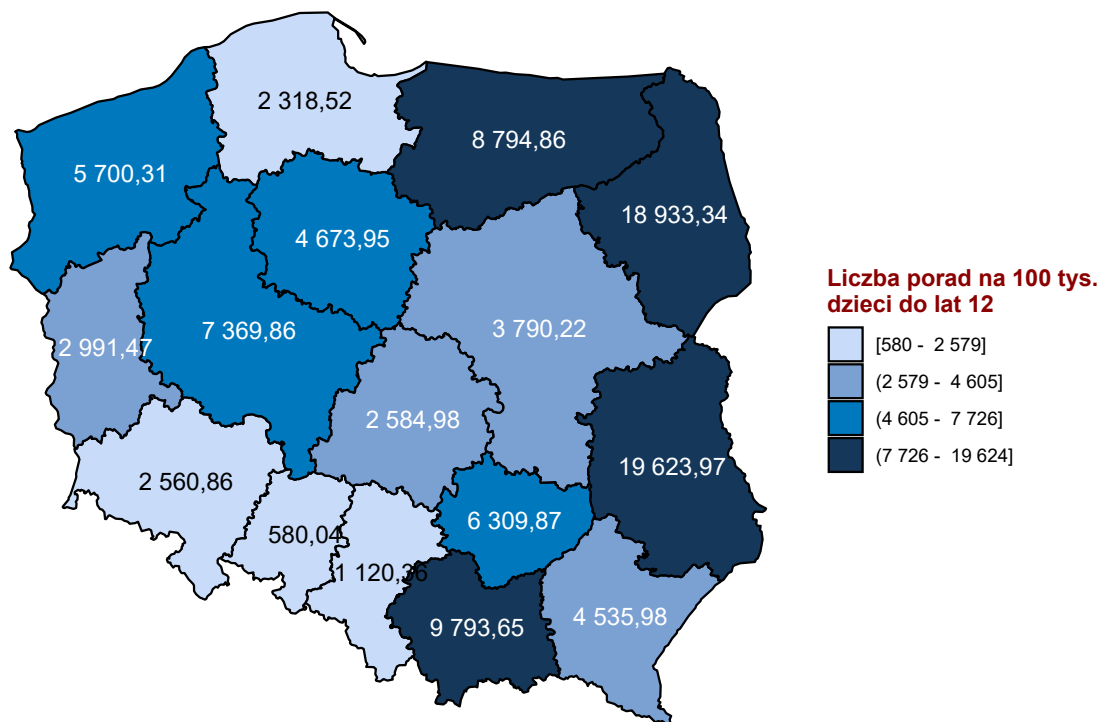 2 318,52
8 794,86
5 700,31
18 933,34
4 673,95
3 790,22
7 369,86
2 991,47
2 584,98
19 623,97
2 560,86
6 309,87
580,04
1 120,36
9 793,65
4 535,98
Liczba porad na 100 tys.
dzieci do lat 12
[580 - 2 579]
(2 579 - 4 605]
(4 605 - 7 726]
(7 726 - 19 624]